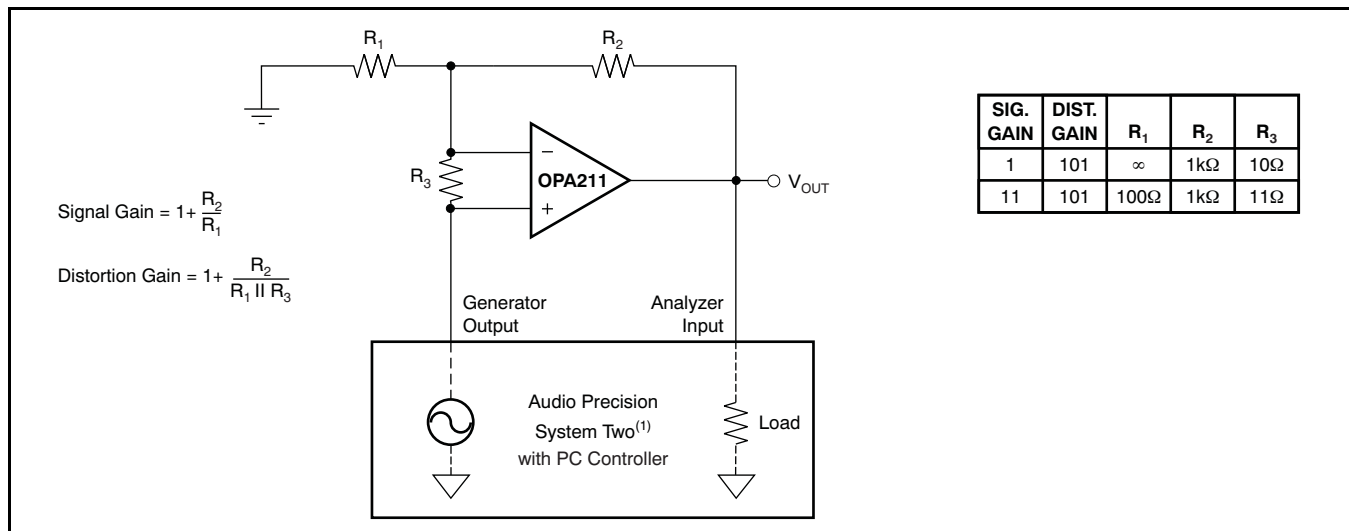 R1
R2
SIG. GAIN DIST. GAIN R1 R2 R3
1 101 ∞ 1kΩ 10Ω
11 101 100Ω 1kΩ 11Ω
R3
−
+
OPA211
VOUT
Signal Gain = 1+ R2/R1
Distortion Gain = 1+ R2/(R1 II R3)
Generator Output
Analyzer Input
Audio Precision
System Two(1)
with PC Controller
Load